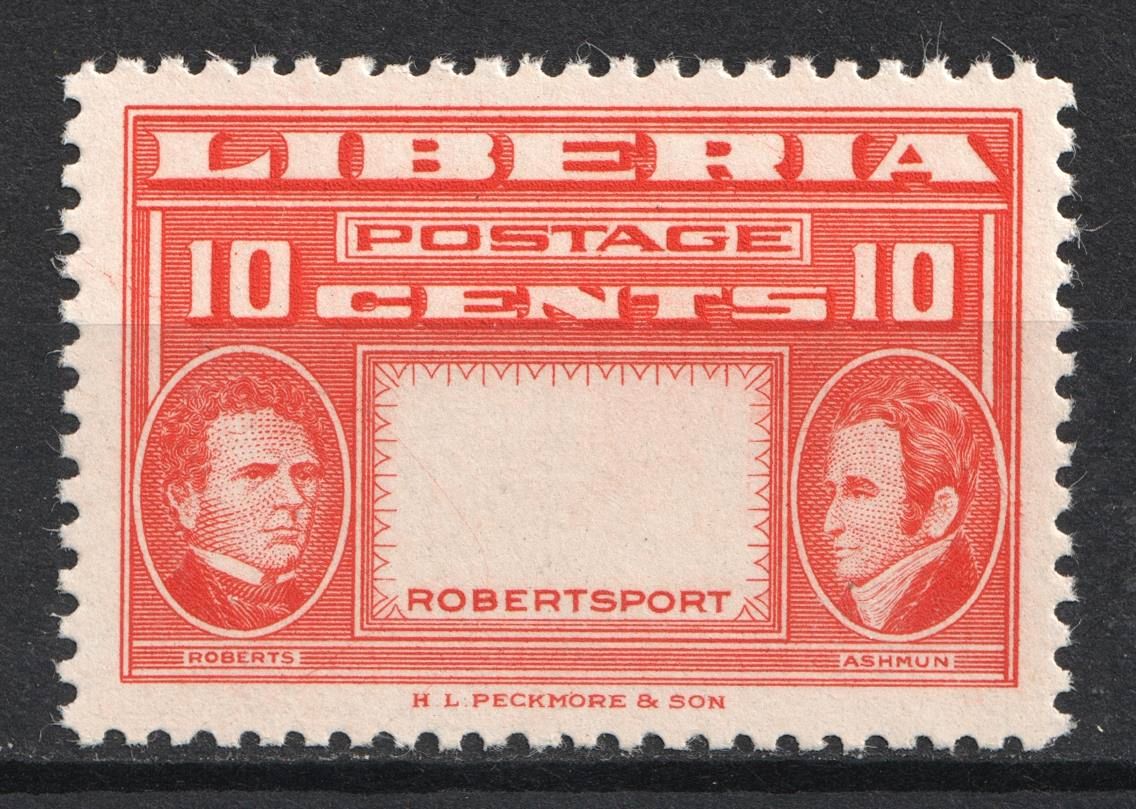 LIBERIA
POSTAGE
10 CENTS 10
ROBERTSPORT
ROBERTS ASHMUN
H L. PECKMORE & SON